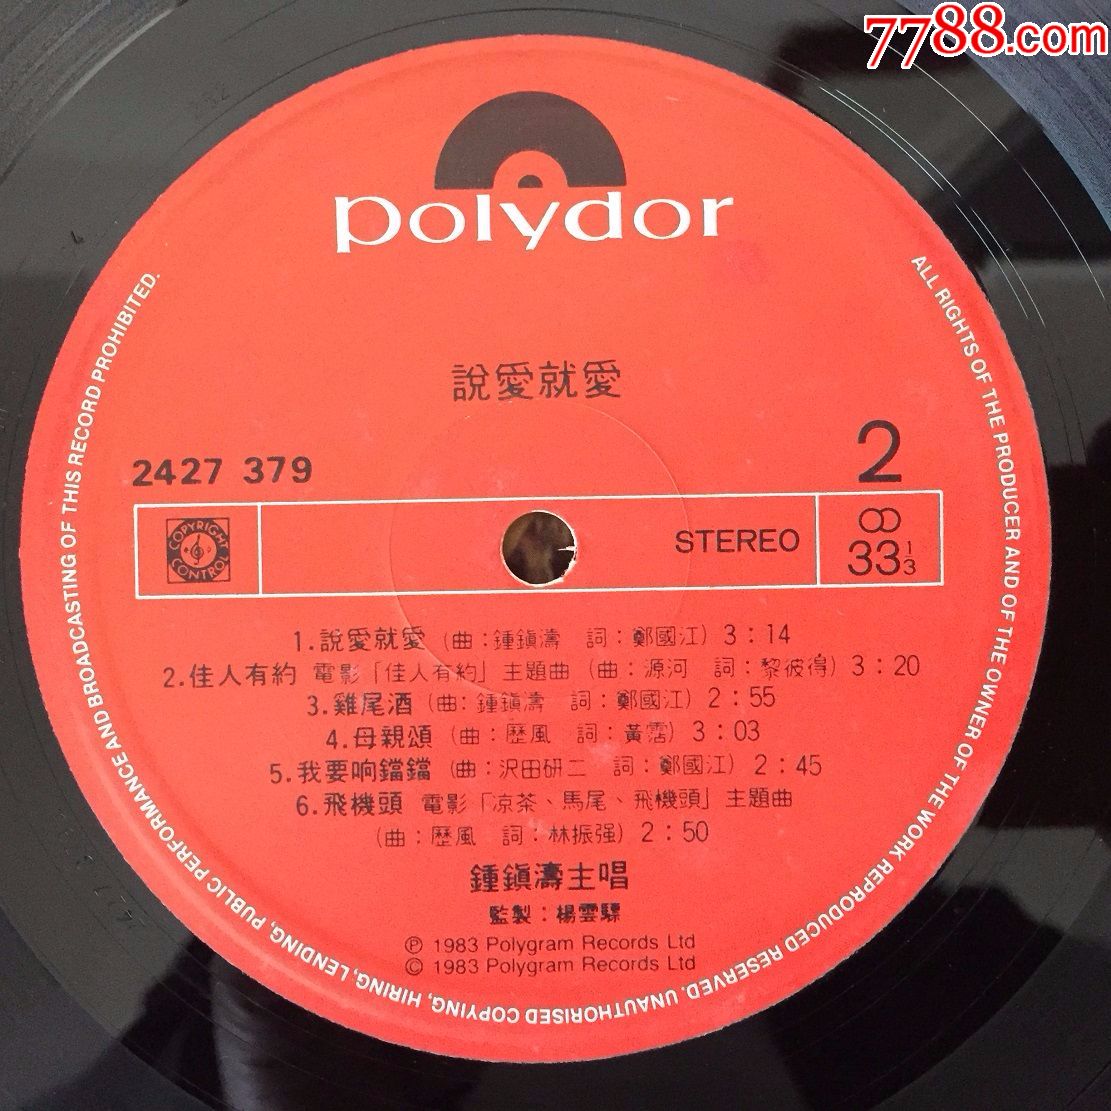 7788.com
polydor
說愛就愛
2427 379
2
COPYRIGHT CONTROL
STEREO
33 1/3
1.說愛就愛 (曲:鍾鎮濤 詞:鄭國江) 3:14
2.佳人有約 電影「佳人有約」主題曲 (曲:源河 詞:黎彼得) 3:20
3.雞尾酒 (曲:鍾鎮濤 詞:鄭國江) 2:55
4.母親頌 (曲:歷風 詞:黃霑) 3:03
5.我要响鐺鐺 (曲:沢田研二 詞:鄭國江) 2:45
6.飛機頭 電影「凉茶、馬尾、飛機頭」主題曲
(曲:歷風 詞:林振强) 2:50
鍾鎮濤主唱
監製:楊雲驃
Ⓟ 1983 Polygram Records Ltd
© 1983 Polygram Records Ltd
ALL RIGHTS OF THE PRODUCER AND OF THE OWNER OF THE WORK REPRODUCED RESERVED. UNAUTHORISED COPYING, HIRING, LENDING, PUBLIC PERFORMANCE AND BROADCASTING OF THIS RECORD PROHIBITED.